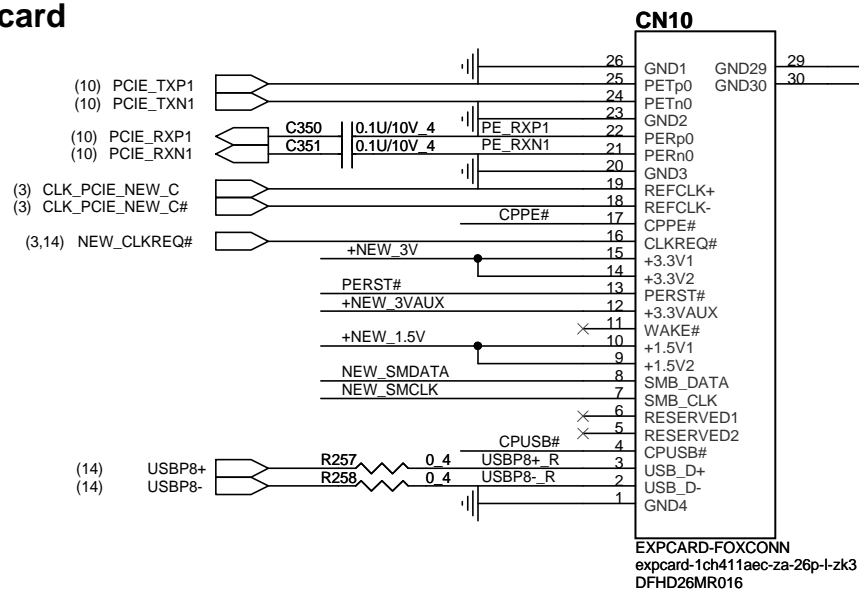 card
CN10
26 GND1 GND29 29
(10) PCIE_TXP1 25 PETp0 GND30 30
(10) PCIE_TXN1 24 PETn0
23 GND2
(10) PCIE_RXP1 C350 0.1U/10V_4 PE_RXP1 22 PERp0
(10) PCIE_RXN1 C351 0.1U/10V_4 PE_RXN1 21 PERn0
20 GND3
(3) CLK_PCIE_NEW_C 19 REFCLK+
(3) CLK_PCIE_NEW_C# 18 REFCLK-
CPPE# 17 CPPE#
(3,14) NEW_CLKREQ# 16 CLKREQ#
+NEW_3V 15 +3.3V1
14 +3.3V2
PERST# 13 PERST#
+NEW_3VAUX 12 +3.3VAUX
11 WAKE#
+NEW_1.5V 10 +1.5V1
9 +1.5V2
NEW_SMDATA 8 SMB_DATA
NEW_SMCLK 7 SMB_CLK
6 RESERVED1
5 RESERVED2
CPUSB# 4 CPUSB#
(14) USBP8+ R257 0_4 USBP8+_R 3 USB_D+
(14) USBP8- R258 0_4 USBP8-_R 2 USB_D-
1 GND4
EXPCARD-FOXCONN
expcard-1ch411aec-za-26p-l-zk3
DFHD26MR016